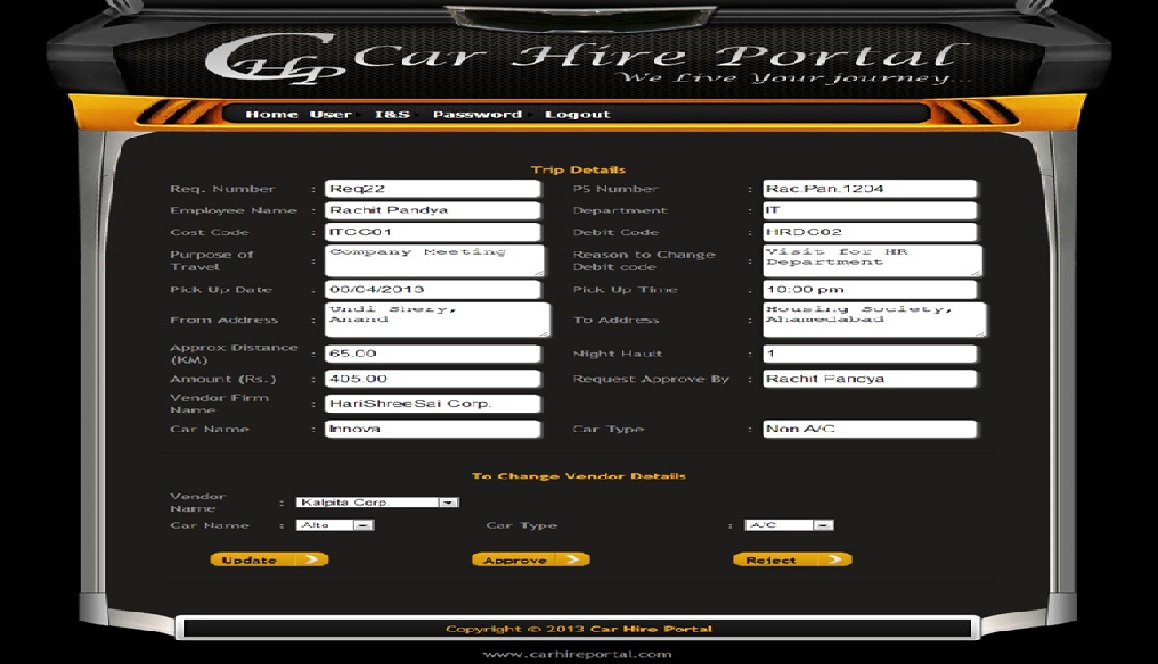 CHP Car Hire Portal
We Live Your journey...
Home User I&S Password Logout
Trip Details
Req. Number : Req22 PS Number : Rac.Pan.1204
Employee Name : Rachit Pandya Department : IT
Cost Code : ITCC01 Debit Code : HRDC02
Purpose of Travel : Company Meeting Reason to Change Debit code : Visit for HR Department
Pick Up Date : 06/04/2013 Pick Up Time : 10:00 pm
From Address : Anand To Address : Housing Society, Ahamedabad
Approx Distance (KM) : 65.00 Night Hault : 1
Amount (Rs.) : 405.00 Request Approve By : Rachit Pandya
Vendor Firm Name : HariShreeSai Corp.
Car Name : Innova Car Type : Non A/C
To Change Vendor Details
Vendor Name : Kalpita Corp.
Car Name : Alto Car Type : A/C
Update Approve Reject
Copyright © 2013 Car Hire Portal
www.carhireportal.com